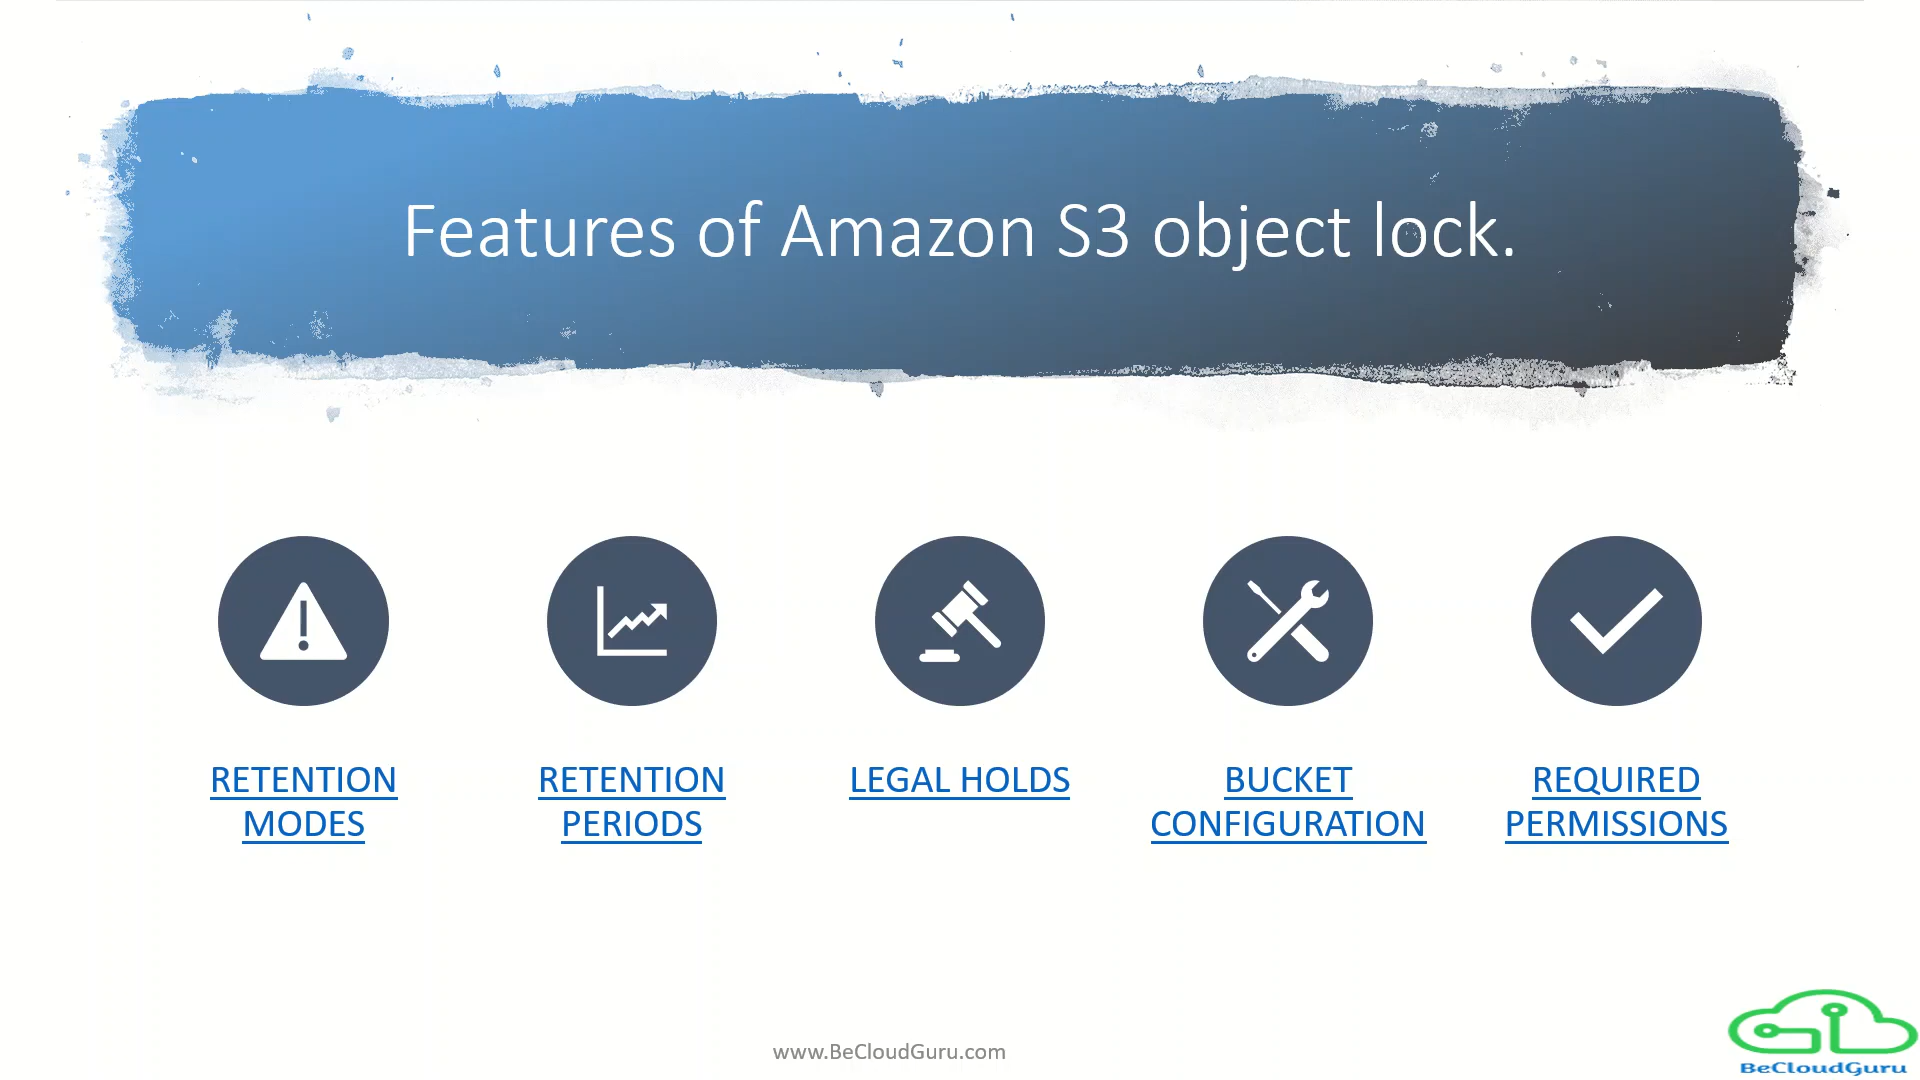 Features of Amazon S3 object lock.
RETENTION
MODES
RETENTION
PERIODS
LEGAL HOLDS
BUCKET
CONFIGURATION
REQUIRED
PERMISSIONS
www.BeCloudGuru.com
BeCloudGuru